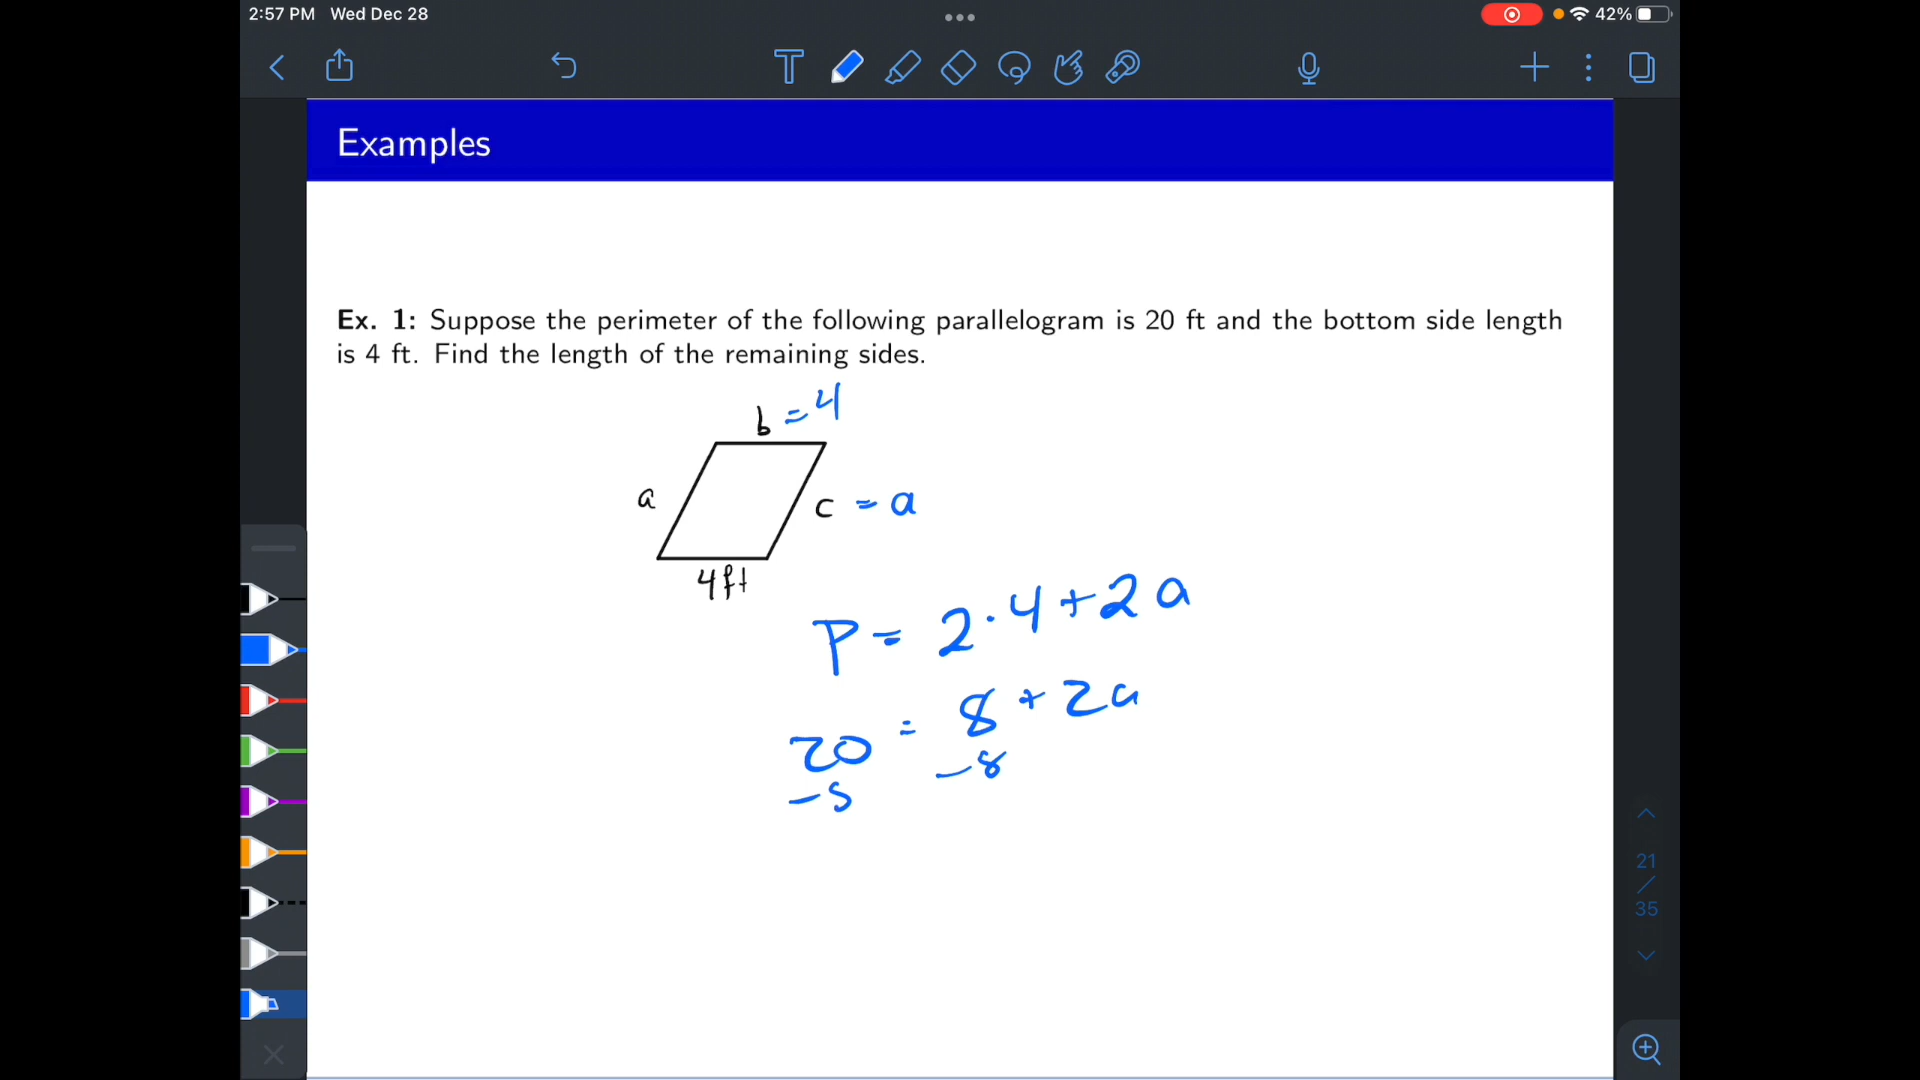 2:57 PM Wed Dec 28
42%
T
Examples
Ex. 1: Suppose the perimeter of the following parallelogram is 20 ft and the bottom side length
is 4 ft. Find the length of the remaining sides.
b = 4
a
c = a
4ft
P = 2 · 4 + 2a
20 = 8 + 2a
-8
21
/
35